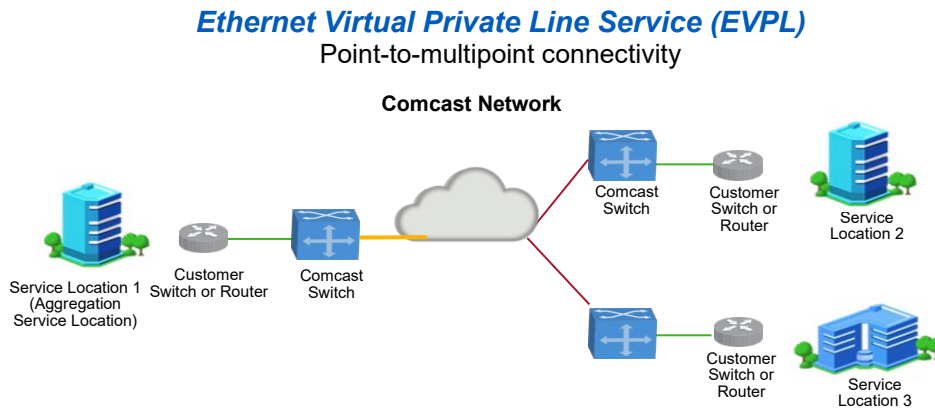 Ethernet Virtual Private Line Service (EVPL)
Point-to-multipoint connectivity
Comcast Network
Service Location 1
(Aggregation
Service Location)
Customer
Switch or Router
Comcast
Switch
Comcast
Switch
Customer
Switch or
Router
Service
Location 2
Customer
Switch or
Router
Service
Location 3